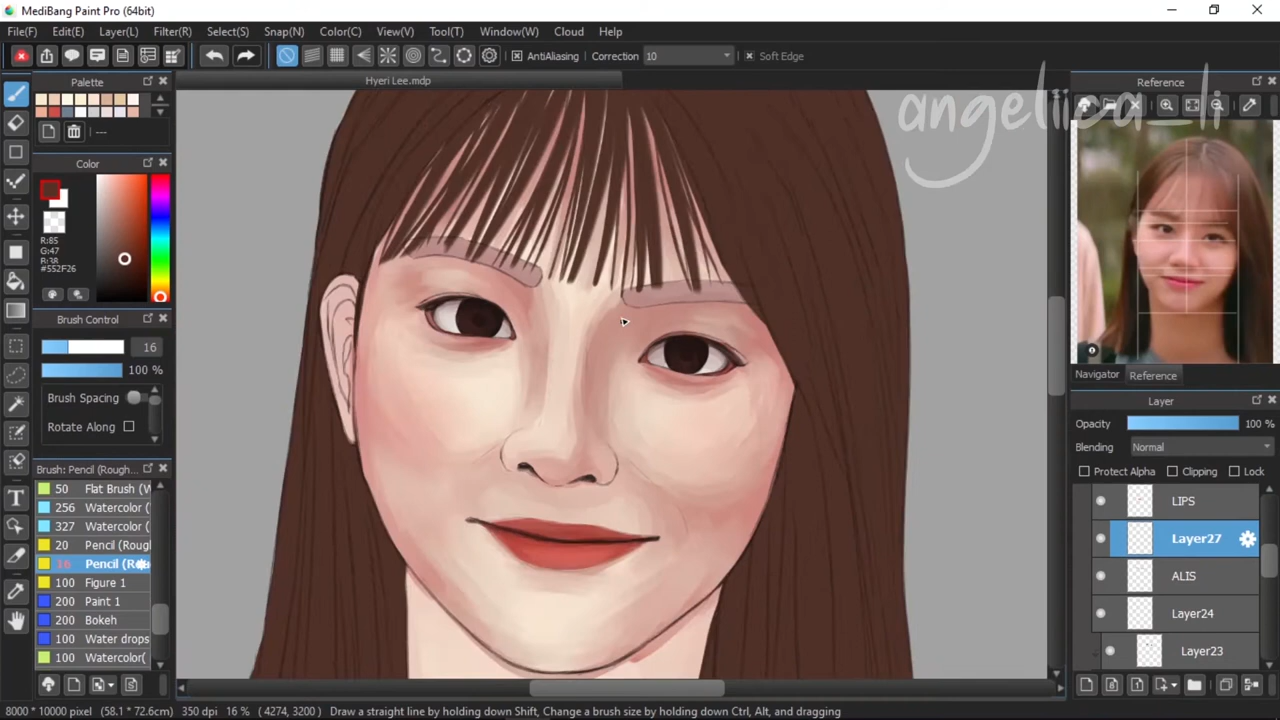 MediBang Paint Pro (64bit)
File(F) Edit(E) Layer(L) Filter(R) Select(S) Snap(N) Color(C) View(V) Tool(T) Window(W) Cloud Help
AntiAliasing Correction 10 Soft Edge
Palette
Hyeri Lee.mdp
Reference
angeliica_li
---
Color
R:85
G:47
B:38
#552F26
Brush Control
16
100 %
Brush Spacing
Rotate Along
Navigator Reference
Layer
Opacity 100 %
Blending Normal
Protect Alpha Clipping Lock
Brush: Pencil (Rough
50 Flat Brush (W
256 Watercolor (
327 Watercolor (
20 Pencil (Rough
16 Pencil (Ro
100 Figure 1
200 Paint 1
200 Bokeh
100 Water drops
100 Watercolor(
LIPS
Layer27
ALIS
Layer24
Layer23
8000 * 10000 pixel (58.1 * 72.6cm) 350 dpi 16 % ( 4274, 3200 ) Draw a straight line by holding down Shift, Change a brush size by holding down Ctrl, Alt, and dragging